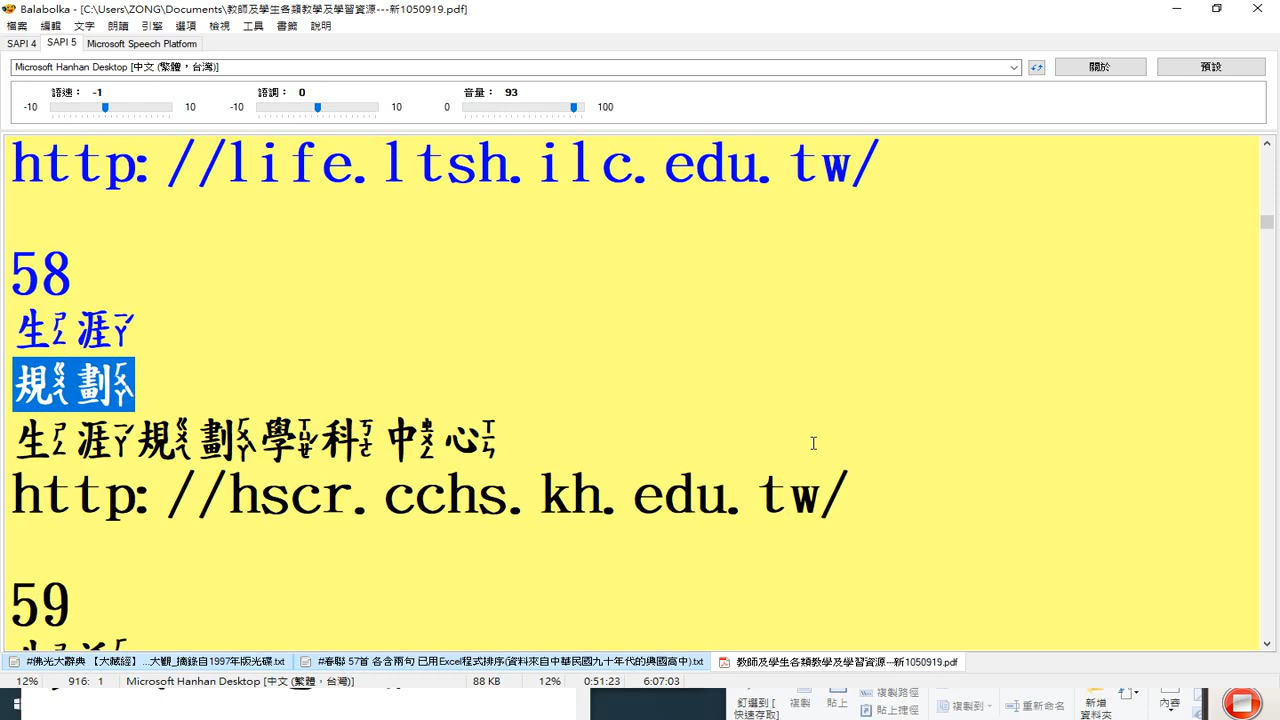 Balabolka - [C:\Users\ZONG\Documents\教師及學生各類教學及學習資源---新1050919.pdf]
檔案 編輯 文字 朗讀 引擎 選項 檢視 工具 書籤 說明
SAPI 4 SAPI 5 Microsoft Speech Platform
Microsoft Hanhan Desktop [中文 (繁體，台灣)] 關於 預設
語速： -1 語調： 0 音量： 93
-10 10 -10 10 0 100
http://life.ltsh.ilc.edu.tw/
58
生ㄕㄥ涯ㄧㄚˊ
規ㄍㄨㄟ劃ㄏㄨㄚˋ
生ㄕㄥ涯ㄧㄚˊ規ㄍㄨㄟ劃ㄏㄨㄚˋ學ㄒㄩㄝˊ科ㄎㄜ中ㄓㄨㄥ心ㄒㄧㄣ
http://hscr.cchs.kh.edu.tw/
59
#佛光大辭典 【大藏經】...大觀_摘錄自1997年版光碟.txt #春聯 57首 各含兩句 已用Excel程式排序(資料來自中華民國九十年代的興國高中).txt 教師及學生各類教學及學習資源---新1050919.pdf
12% 916: 1 Microsoft Hanhan Desktop [中文 (繁體，台灣)] 88 KB 12% 0:51:23 6:07:03
釘選到 [快速存取] 複製 貼上 複製路徑 貼上捷徑 複製到 重新命名 新增資料夾 內容